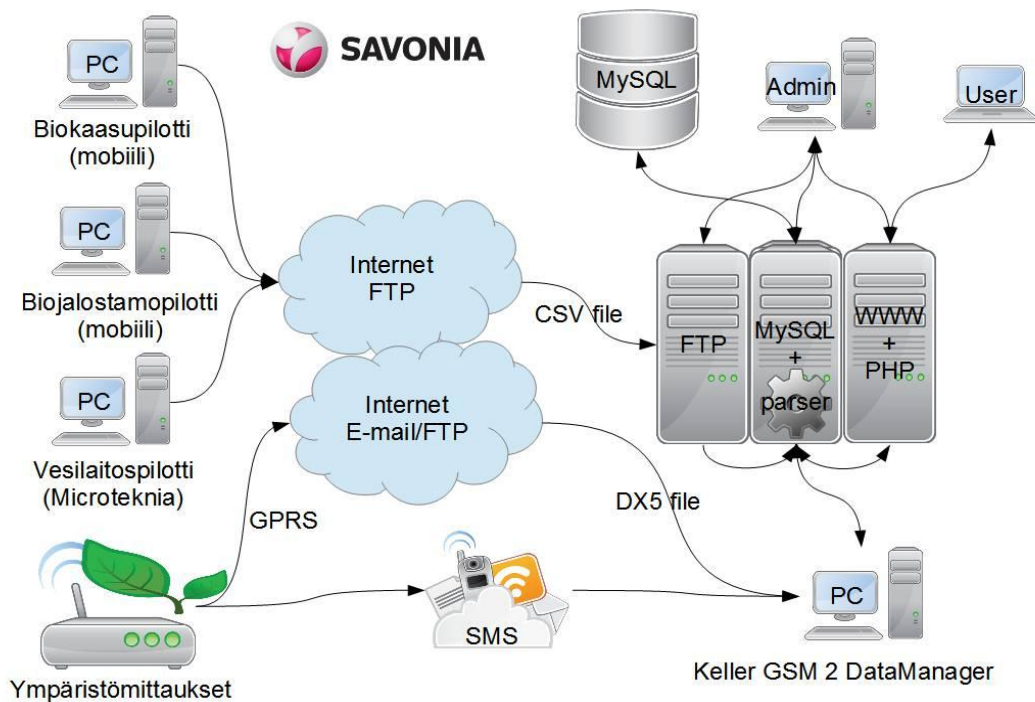 PC
Biokaasupilotti
(mobiili)
PC
Biojalostamopilotti
(mobiili)
PC
Vesilaitospilotti
(Microteknia)
Ympäristömittaukset
SAVONIA
Internet
FTP
Internet
E-mail/FTP
GPRS
SMS
CSV file
DX5 file
MySQL
Admin
User
FTP
MySQL
+
parser
WWW
+
PHP
PC
Keller GSM 2 DataManager